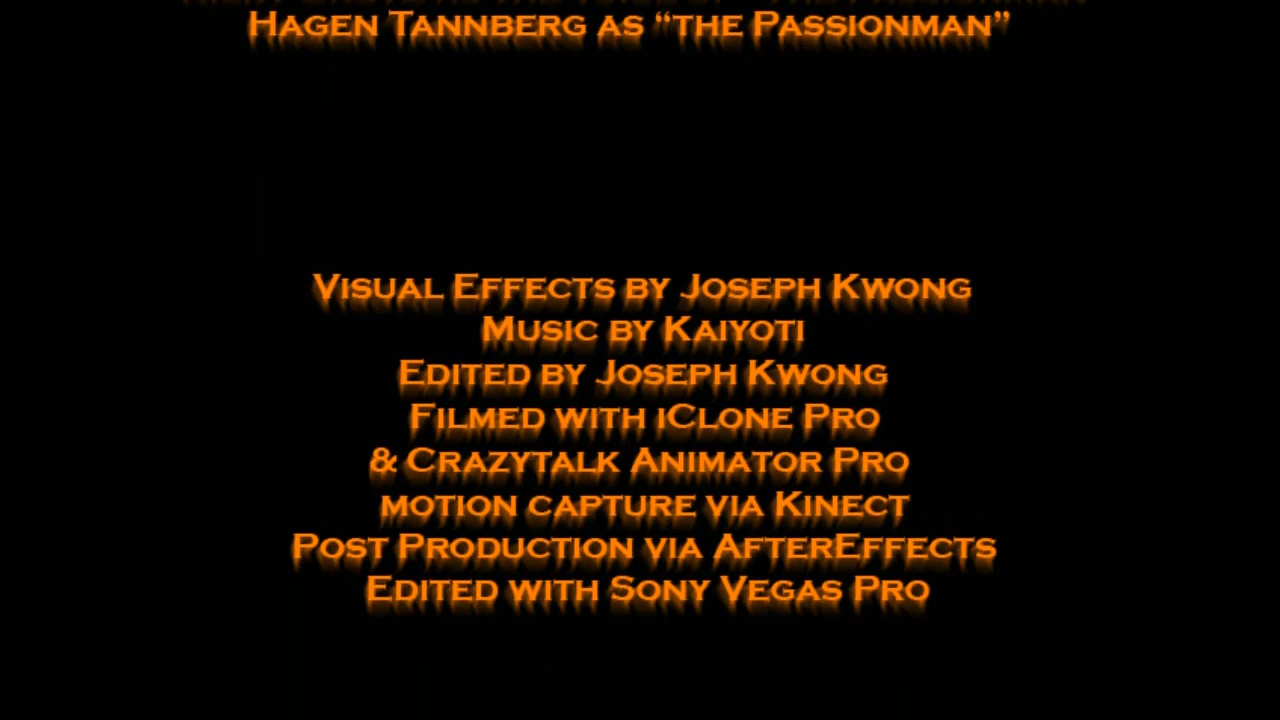 Hagen Tannberg as “the Passionman”
Visual Effects by Joseph Kwong
Music by Kaiyoti
Edited by Joseph Kwong
Filmed with iClone Pro
& Crazytalk Animator Pro
motion capture via Kinect
Post Production via AfterEffects
Edited with Sony Vegas Pro